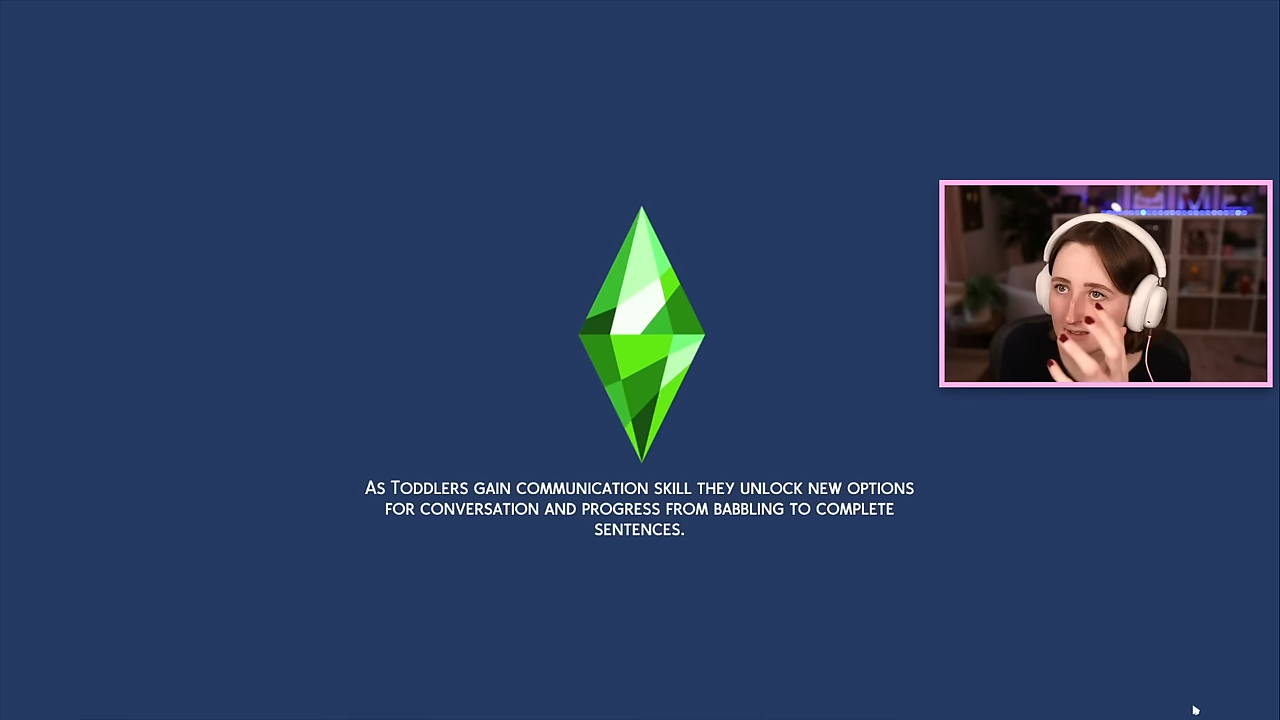 As Toddlers gain communication skill they unlock new options
for conversation and progress from babbling to complete
sentences.